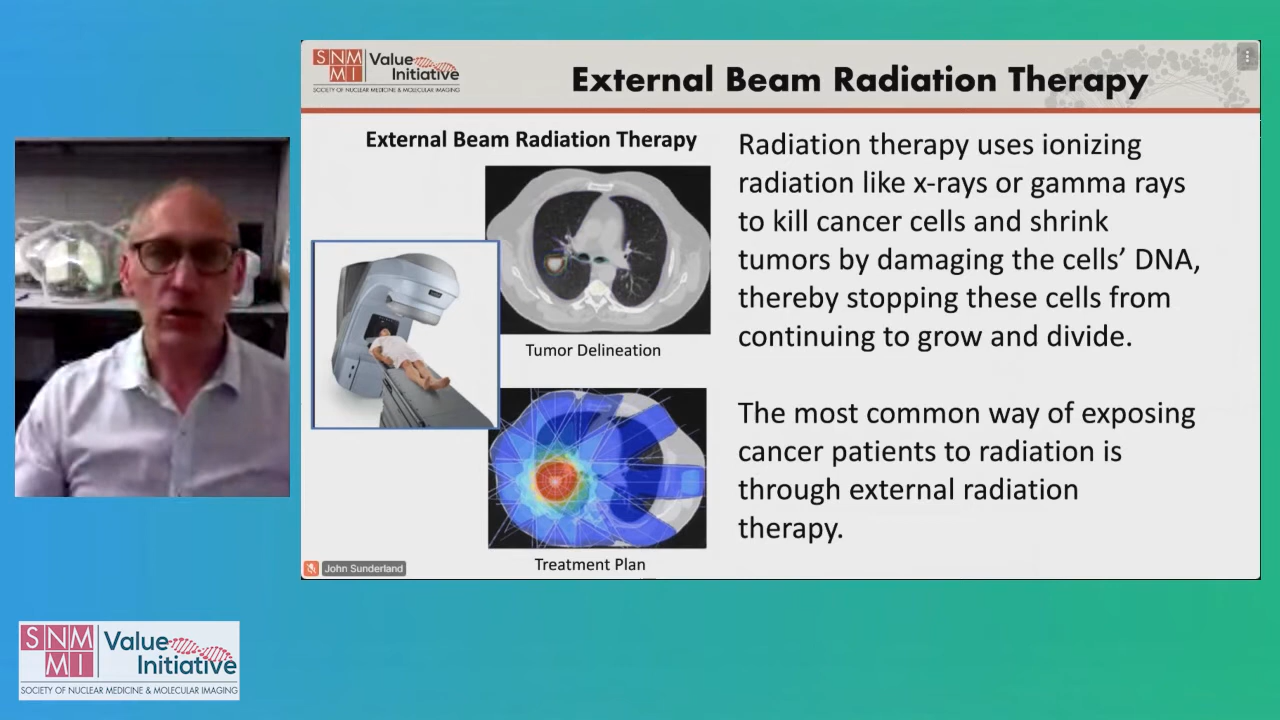 SNM
MI
Value
Initiative
SOCIETY OF NUCLEAR MEDICINE & MOLECULAR IMAGING
External Beam Radiation Therapy
External Beam Radiation Therapy
Tumor Delineation
Treatment Plan
Radiation therapy uses ionizing
radiation like x-rays or gamma rays
to kill cancer cells and shrink
tumors by damaging the cells’ DNA,
thereby stopping these cells from
continuing to grow and divide.
The most common way of exposing
cancer patients to radiation is
through external radiation
therapy.
John Sunderland
SNM
MI
Value
Initiative
SOCIETY OF NUCLEAR MEDICINE & MOLECULAR IMAGING